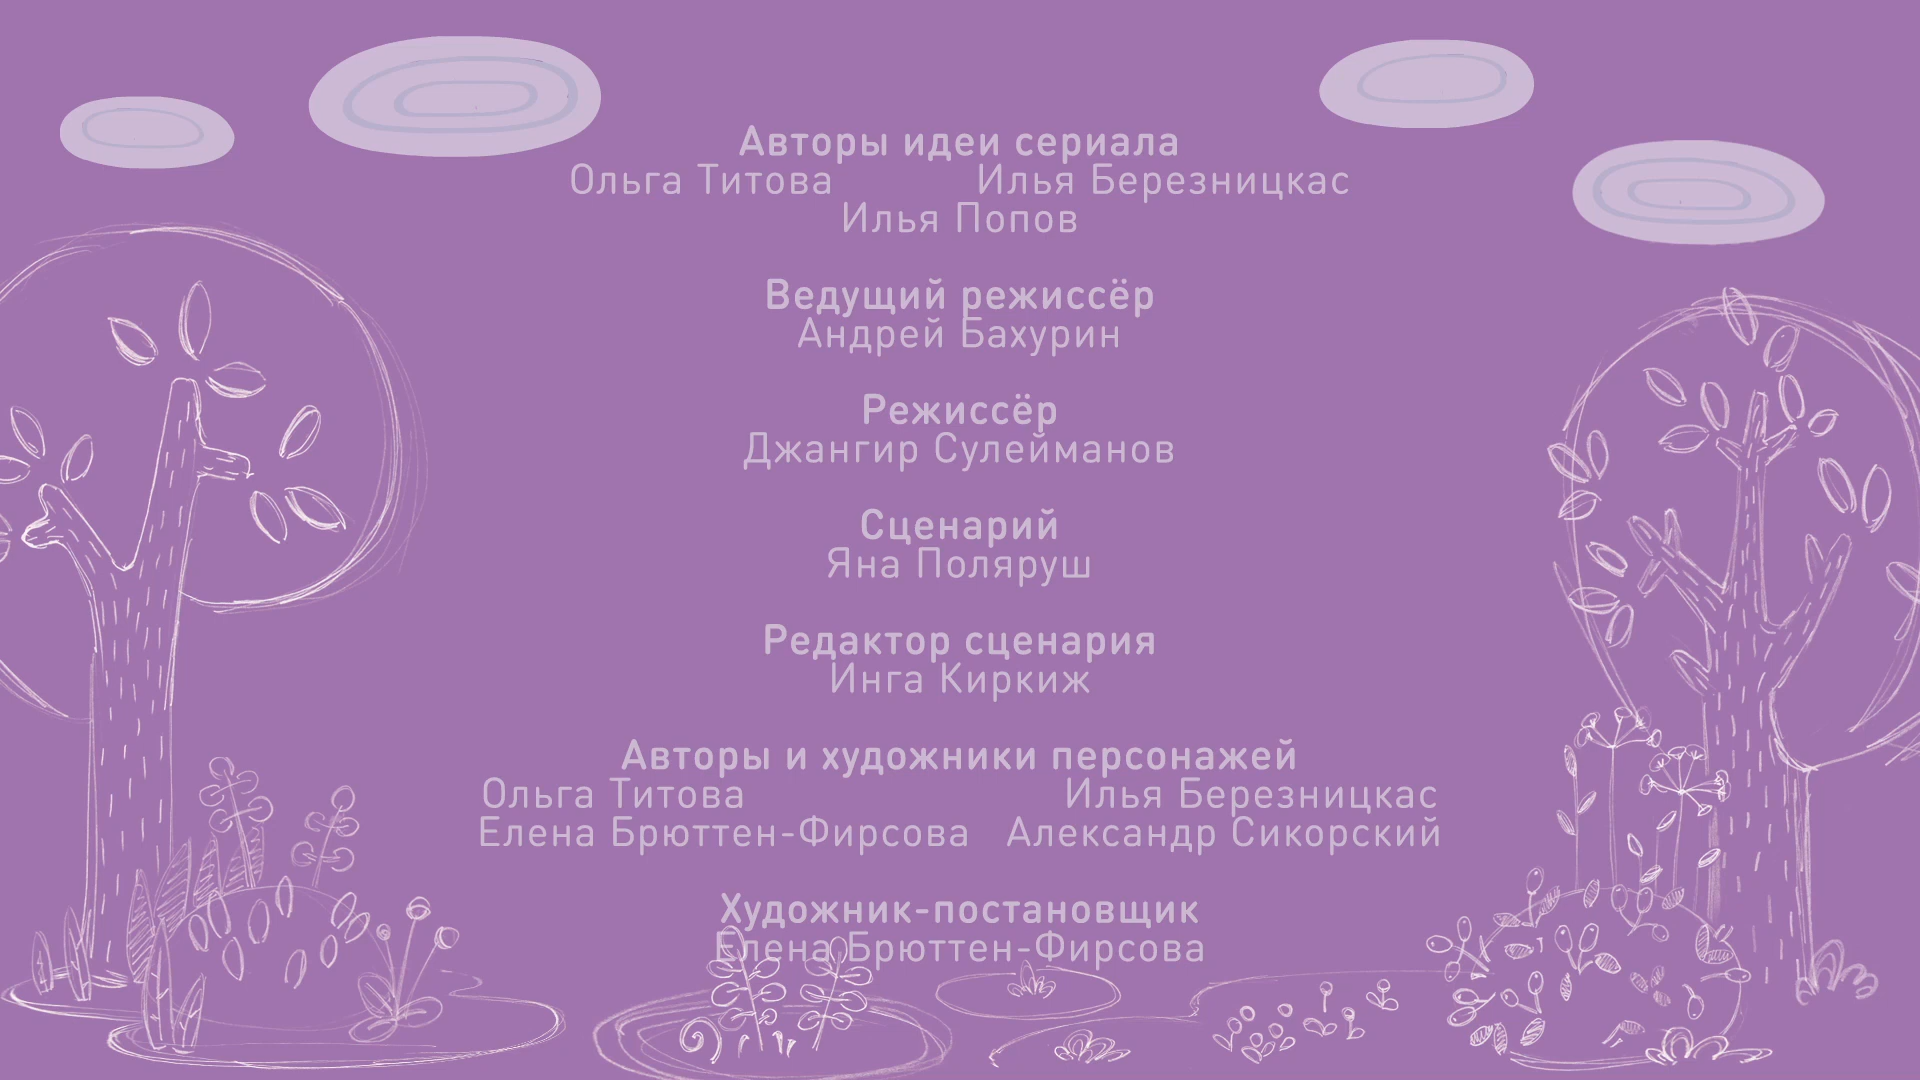 Авторы идеи сериала
Ольга Титова Илья Березницкас
Илья Попов
Ведущий режиссёр
Андрей Бахурин
Режиссёр
Джангир Сулейманов
Сценарий
Яна Поляруш
Редактор сценария
Инга Киркиж
Авторы и художники персонажей
Ольга Титова Илья Березницкас
Елена Брюттен-Фирсова Александр Сикорский
Художник-постановщик
Елена Брюттен-Фирсова